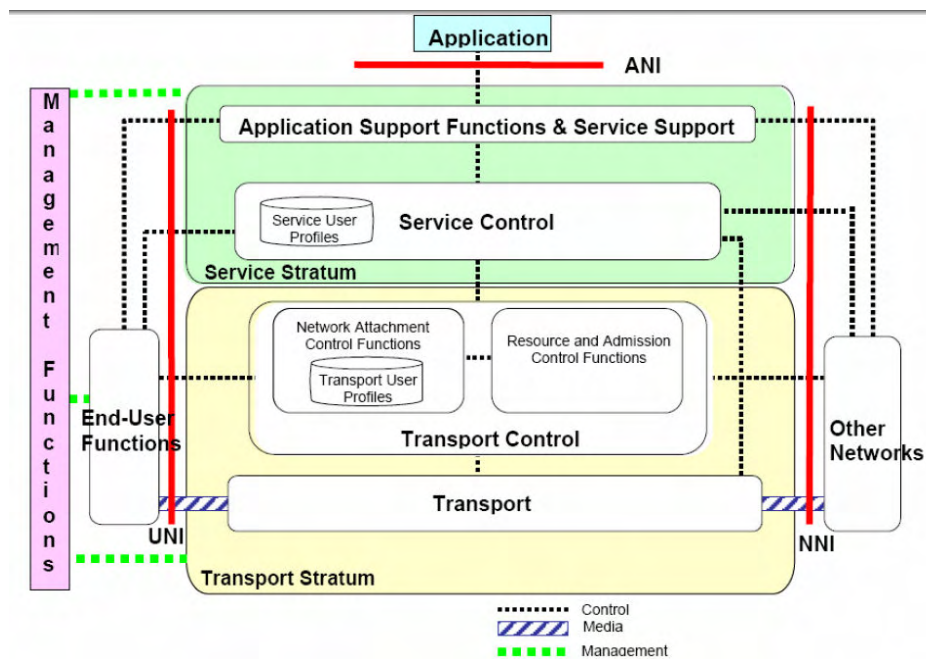 Application
ANI
Management Functions
Application Support Functions & Service Support
Service User
Profiles
Service Control
Service Stratum
Network Attachment
Control Functions
Transport User
Profiles
Resource and Admission
Control Functions
Transport Control
End-User
Functions
Other
Networks
Transport
UNI
NNI
Transport Stratum
Control
Media
Management